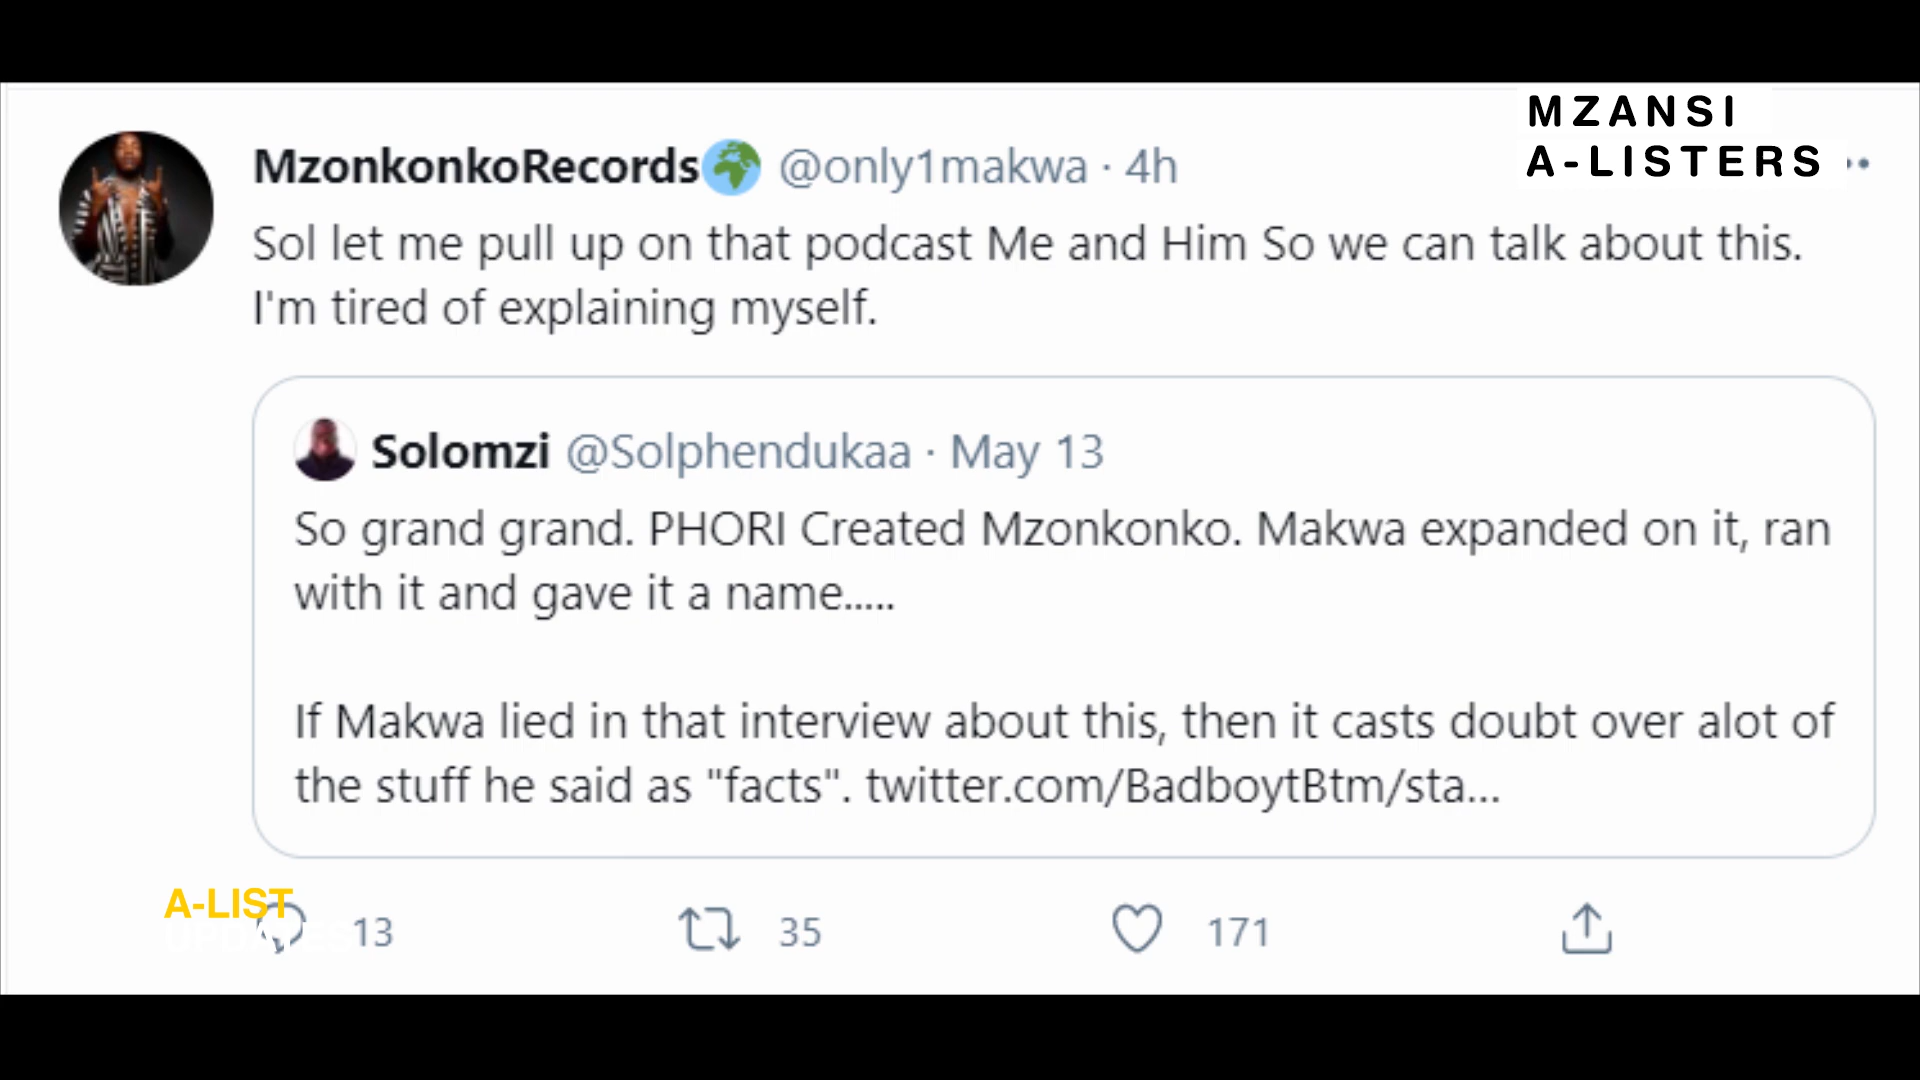 MZANSI
A-LISTERS
MzonkonkoRecords @only1makwa · 4h
Sol let me pull up on that podcast Me and Him So we can talk about this.
I'm tired of explaining myself.
Solomzi @Solphendukaa · May 13
So grand grand. PHORI Created Mzonkonko. Makwa expanded on it, ran
with it and gave it a name.....
If Makwa lied in that interview about this, then it casts doubt over alot of
the stuff he said as "facts". twitter.com/BadboytBtm/sta...
A-LIST
UPDATES
13 35 171